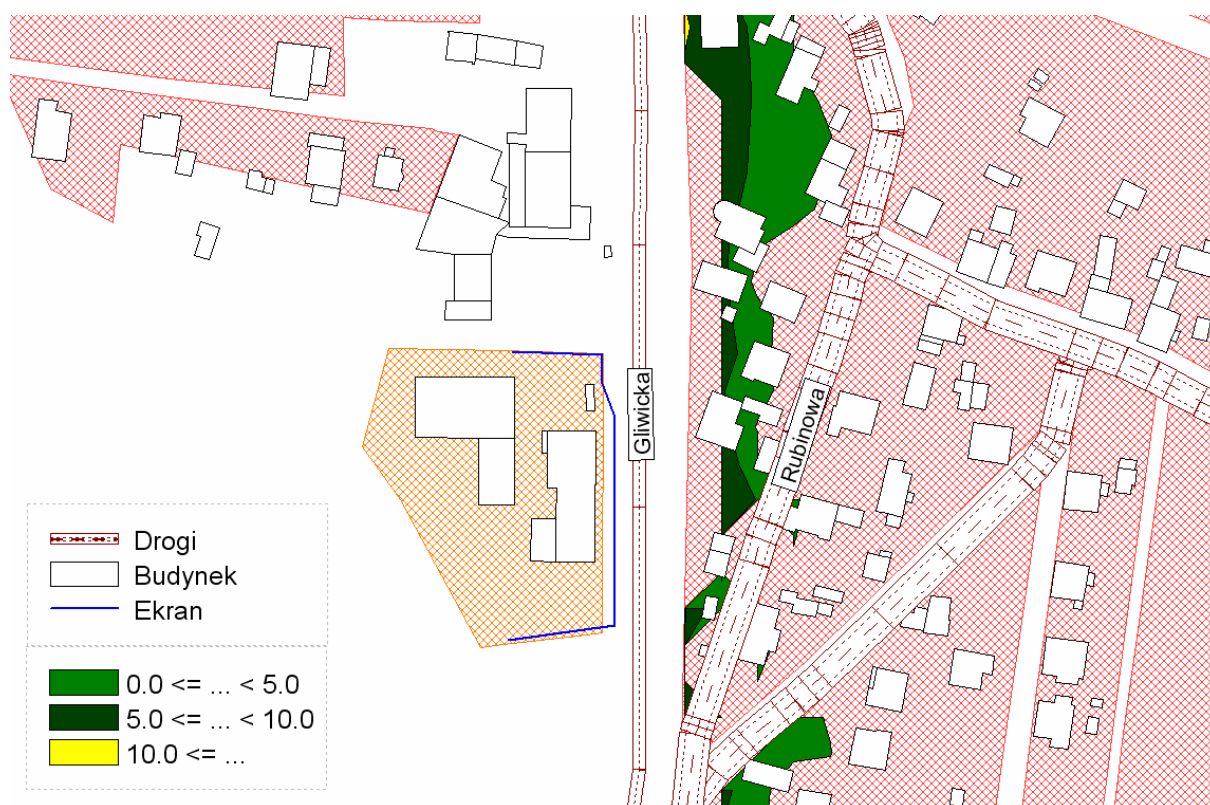 Gliwicka
Rubinowa
Drogi
Budynek
Ekran
0.0 <= ... < 5.0
5.0 <= ... < 10.0
10.0 <= ...